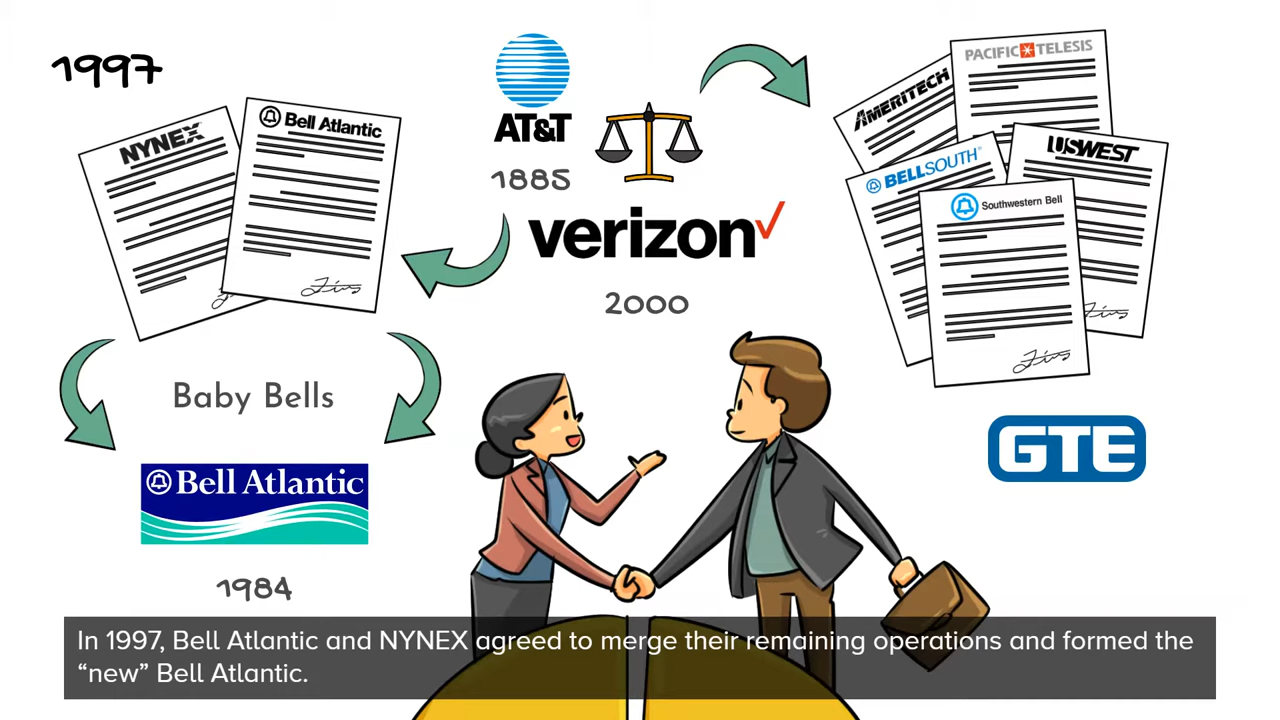 1997
NYNEX
Bell Atlantic
AT&T
1885
verizon
2000
AMERITECH
PACIFIC TELESIS
BELLSOUTH®
USWEST
Southwestern Bell
GTE
Baby Bells
Bell Atlantic
1984
In 1997, Bell Atlantic and NYNEX agreed to merge their remaining operations and formed the
“new” Bell Atlantic.